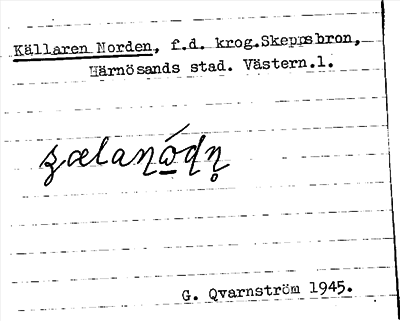 Källaren Norden, f.d. krog.Skeppsbron,
Härnösands stad. Västern.l.
G. Qvarnström 1945.